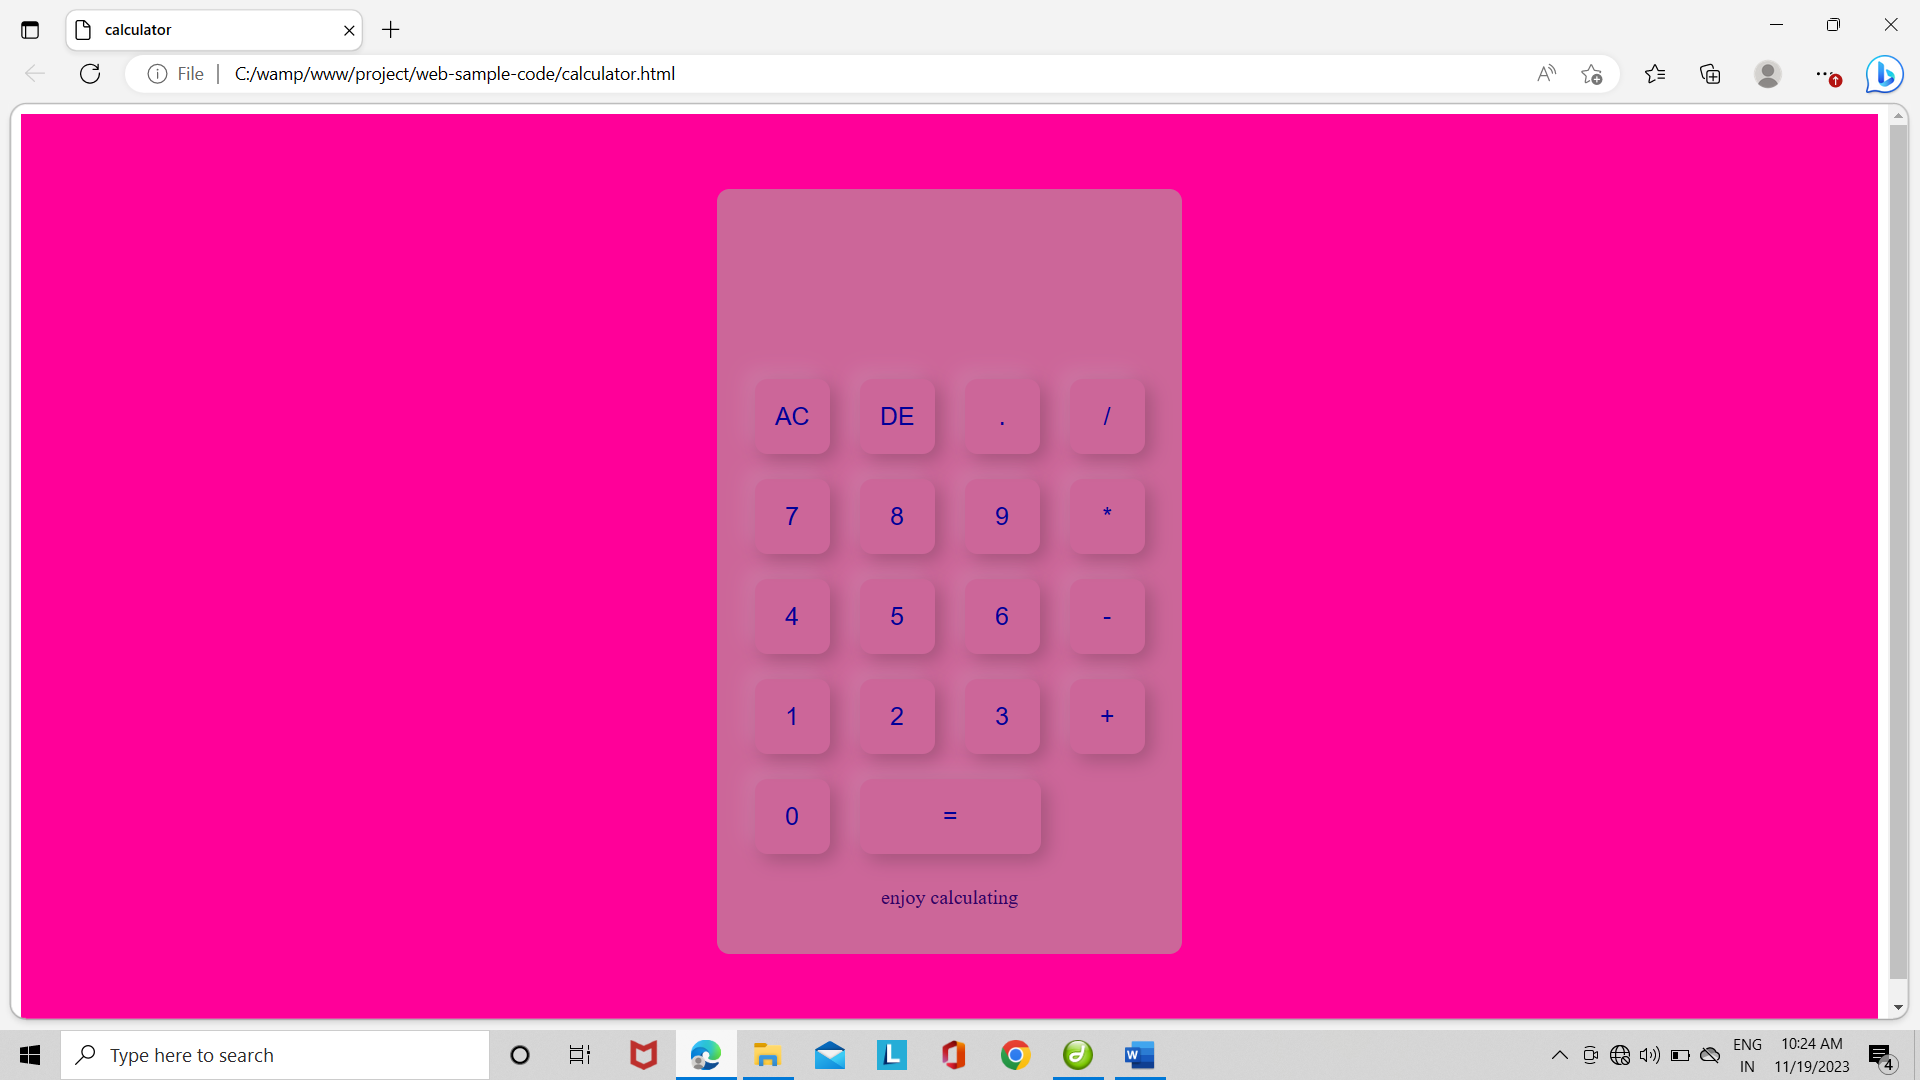 calculator
File C:/wamp/www/project/web-sample-code/calculator.html
AC DE . /
7 8 9 *
4 5 6 -
1 2 3 +
0 =
enjoy calculating
Type here to search
ENG
IN
10:24 AM
11/19/2023
4